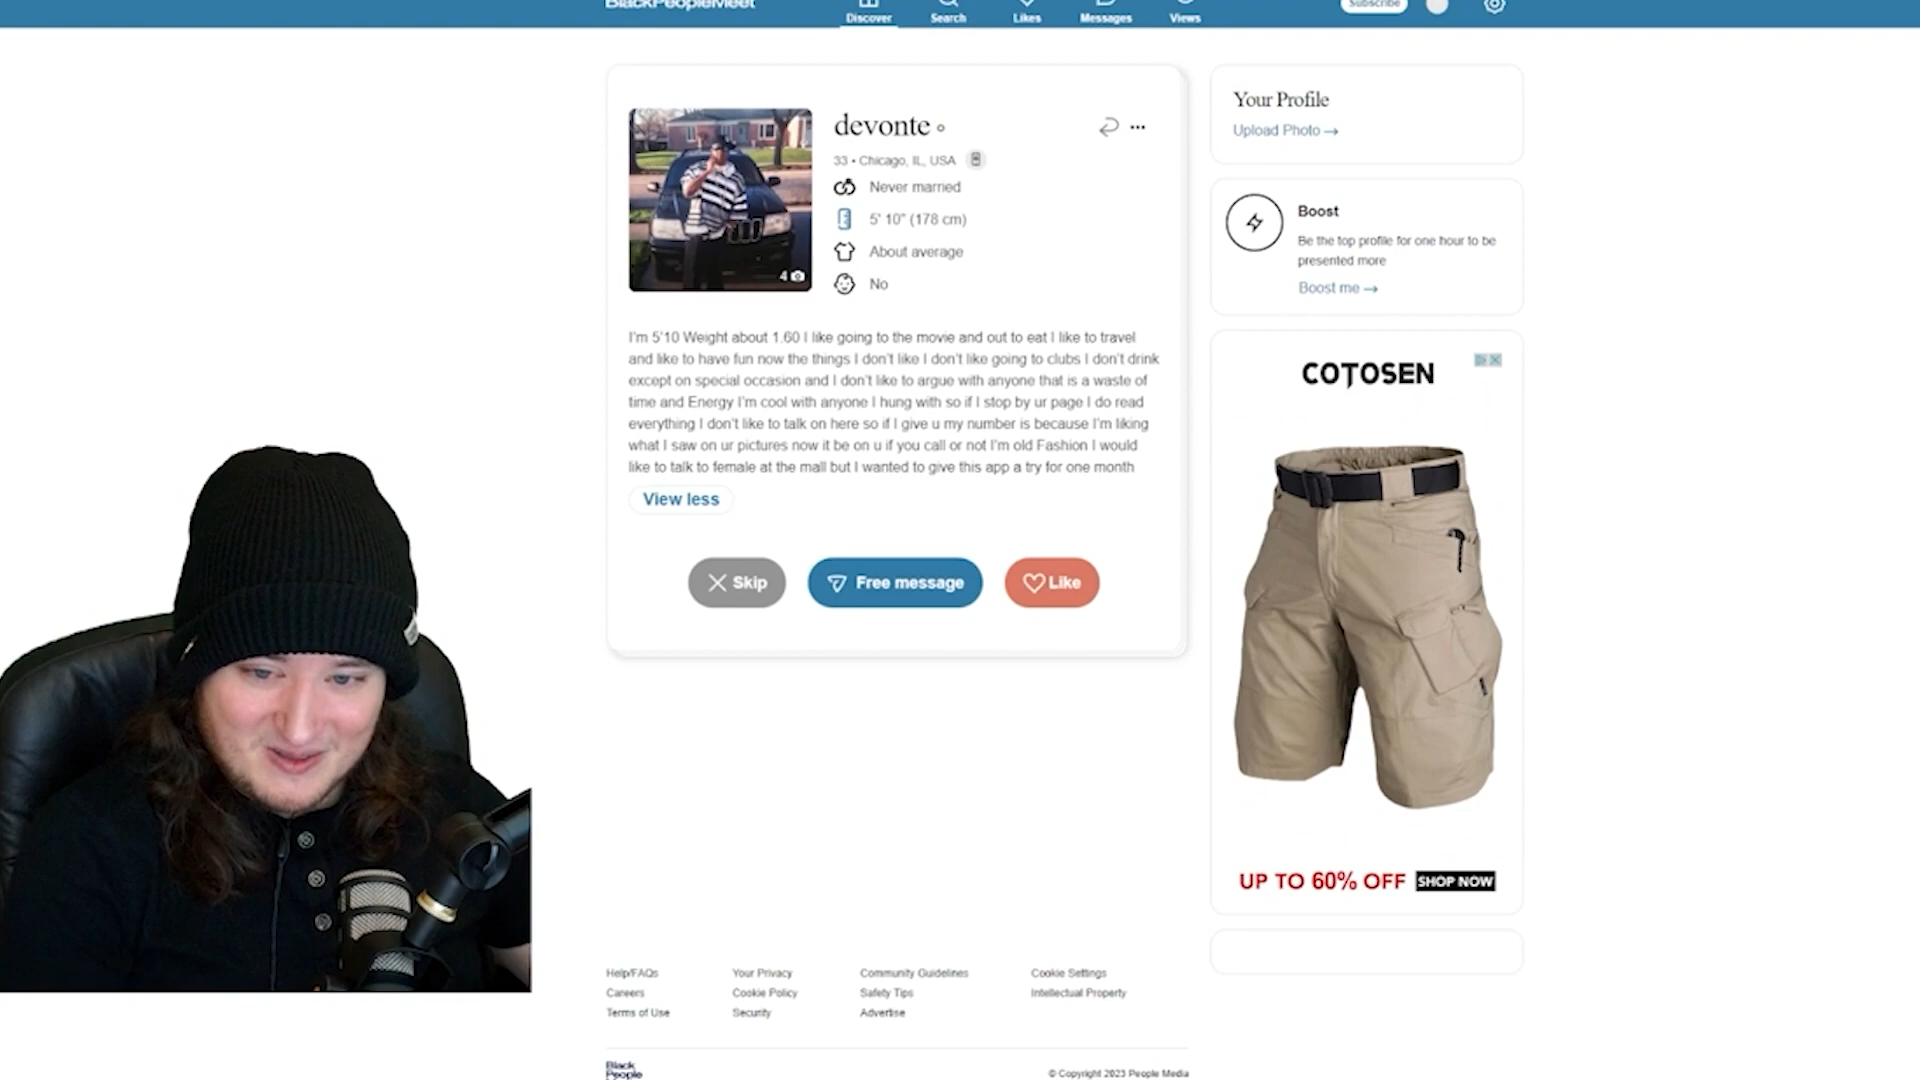 BlackPeopleMeet
Discover
Search
Likes
Messages
Views
Subscribe
devonte
33 • Chicago, IL, USA
Never married
5' 10" (178 cm)
About average
No
4
I'm 5'10 Weight about 1.60 I like going to the movie and out to eat I like to travel
and like to have fun now the things I don't like I don't like going to clubs I don't drink
except on special occasion and I don't like to argue with anyone that is a waste of
time and Energy I'm cool with anyone I hung with so if I stop by ur page I do read
everything I don't like to talk on here so if I give u my number is because I'm liking
what I saw on ur pictures now it be on u if you call or not I'm old Fashion I would
like to talk to female at the mall but I wanted to give this app a try for one month
View less
Skip
Free message
Like
Your Profile
Upload Photo →
Boost
Be the top profile for one hour to be
presented more
Boost me →
COTOSEN
UP TO 60% OFF SHOP NOW
Help/FAQs
Your Privacy
Community Guidelines
Cookie Settings
Careers
Cookie Policy
Safety Tips
Intellectual Property
Terms of Use
Security
Advertise
Black
People
© Copyright 2023 People Media